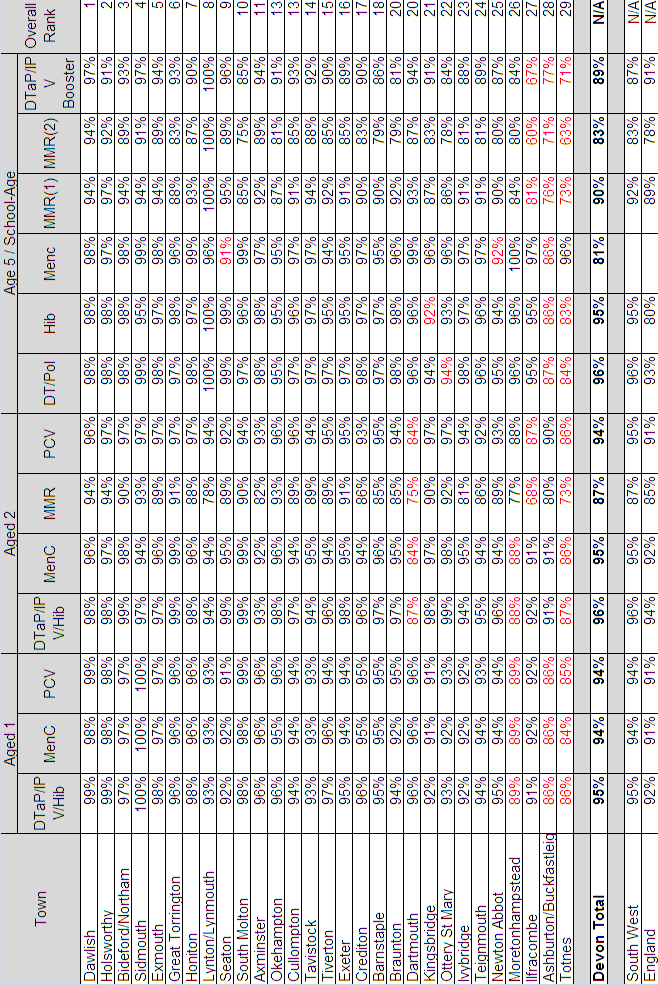 Aged 1 Aged 2 Age 5 / School-Age
Town DTaP/IP V/Hib MenC PCV DTaP/IP V/Hib MenC MMR PCV DT/Pol Hib Menc MMR(1) MMR(2) DTaP/IP V Booster Overall Rank
Dawlish 99% 98% 99% 98% 96% 94% 96% 98% 98% 98% 94% 94% 97% 1
Holsworthy 99% 98% 98% 98% 97% 94% 97% 98% 98% 97% 97% 92% 91% 2
Bideford/Northam 97% 97% 97% 99% 98% 90% 97% 98% 98% 98% 94% 89% 93% 3
Sidmouth 100% 100% 100% 97% 94% 93% 97% 99% 95% 99% 94% 91% 97% 4
Exmouth 98% 97% 97% 97% 96% 89% 97% 98% 97% 98% 94% 89% 94% 5
Great Torrington 96% 96% 96% 99% 99% 91% 97% 97% 98% 96% 88% 83% 93% 6
Honiton 98% 96% 96% 98% 96% 88% 97% 98% 97% 99% 93% 87% 90% 7
Lynton/Lynmouth 93% 93% 93% 94% 94% 78% 94% 100% 100% 96% 100% 100% 100% 8
Seaton 92% 92% 91% 99% 95% 89% 92% 99% 99% 91% 95% 89% 96% 9
South Molton 98% 98% 99% 99% 99% 90% 94% 97% 96% 99% 85% 75% 85% 10
Axminster 96% 96% 96% 93% 92% 82% 93% 98% 98% 97% 92% 89% 94% 11
Okehampton 96% 95% 96% 98% 96% 93% 96% 95% 95% 95% 87% 81% 91% 13
Cullompton 94% 94% 94% 97% 94% 89% 96% 97% 96% 97% 91% 85% 93% 13
Tavistock 93% 93% 93% 94% 95% 89% 94% 97% 97% 97% 94% 88% 92% 14
Tiverton 97% 96% 94% 96% 94% 89% 95% 97% 95% 94% 92% 85% 90% 15
Exeter 95% 94% 94% 98% 95% 91% 95% 97% 95% 95% 91% 85% 89% 16
Crediton 96% 95% 95% 96% 94% 86% 93% 98% 97% 97% 90% 83% 90% 17
Barnstaple 95% 95% 95% 97% 96% 85% 95% 97% 97% 95% 90% 79% 86% 18
Braunton 94% 92% 95% 97% 95% 85% 94% 98% 98% 96% 92% 79% 81% 20
Dartmouth 96% 96% 96% 87% 84% 75% 84% 96% 96% 99% 93% 87% 94% 20
Kingsbridge 92% 91% 91% 98% 97% 90% 97% 94% 92% 96% 87% 83% 91% 21
Ottery St Mary 93% 92% 93% 99% 98% 92% 97% 94% 93% 96% 86% 78% 84% 22
Ivybridge 92% 92% 92% 94% 95% 81% 94% 98% 97% 97% 91% 81% 88% 23
Teignmouth 94% 94% 93% 95% 94% 86% 92% 96% 96% 97% 91% 81% 89% 24
Newton Abbot 95% 94% 94% 96% 94% 89% 93% 95% 94% 92% 90% 80% 87% 25
Moretonhampstead 89% 89% 89% 88% 88% 77% 88% 96% 96% 100% 84% 80% 84% 26
Ilfracombe 91% 92% 92% 92% 91% 68% 87% 95% 95% 97% 81% 60% 67% 27
Ashburton/Buckfastleig 86% 86% 86% 91% 91% 80% 90% 87% 86% 86% 76% 71% 77% 28
Totnes 86% 84% 85% 87% 86% 73% 86% 84% 83% 96% 73% 63% 71% 29
Devon Total 95% 94% 94% 96% 95% 87% 94% 96% 95% 81% 90% 83% 89% N/A
South West 95% 94% 94% 96% 95% 87% 95% 96% 95% 92% 83% 87% N/A
England 92% 91% 91% 94% 92% 85% 91% 93% 80% 89% 78% 91% N/A